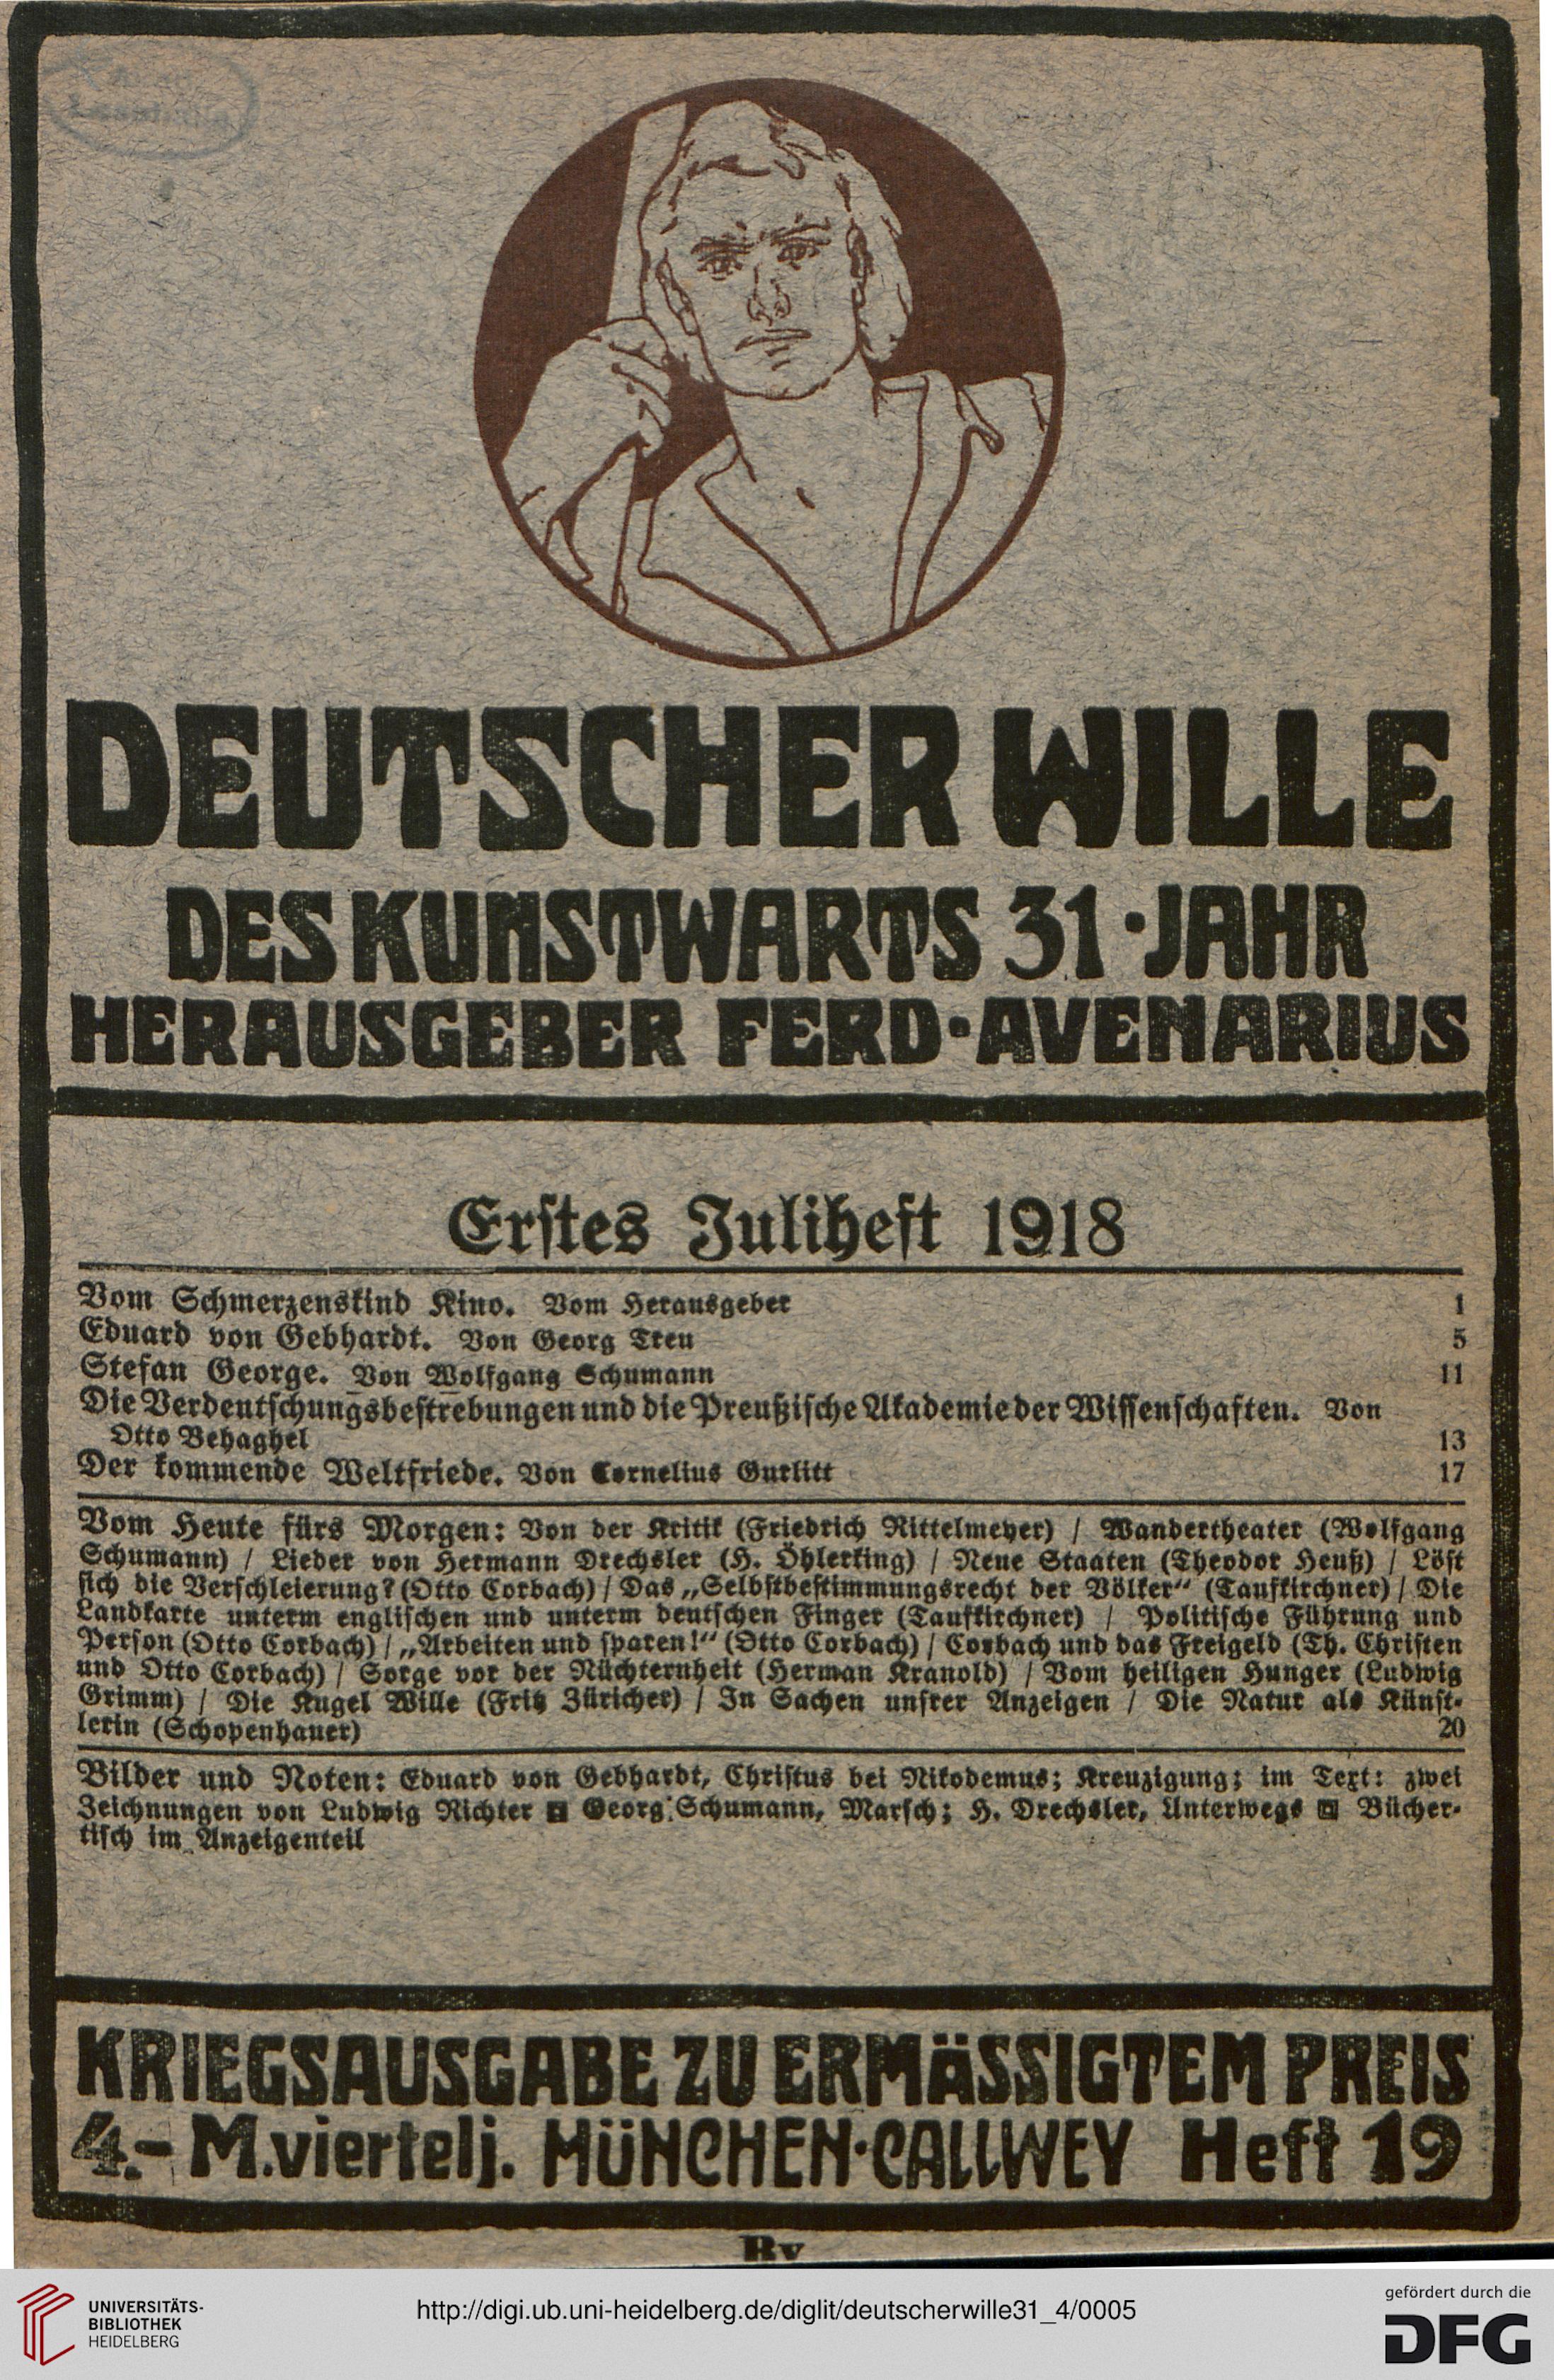 DEUTSCHER WILLE
DES KUNSTWARTS 31·JAHR
HERAUSGEBER FERD·AVENARIUS
Erstes Juliheft 1918
Vom Schmerzenskind Kino. Vom Herausgeber 1
Eduard von Gebhardt. Von Georg Treu 5
Stefan George. Von Wolfgang Schumann 11
Die Verdeutschungsbestrebungen und die Preußische Akademie der Wissenschaften. Von
Otto Behaghel 13
Der kommende Weltfriede. Von Cornelius Gurlitt 17
Vom Heute fürs Morgen: Von der Kritik (Friedrich Rittelmeyer) / Wandertheater (Wolfgang
Schumann) / Lieder von Hermann Drechsler (H. Öhlerking) / Neue Staaten (Theodor Heuß) / Löst
sich die Verschleierung? (Otto Corbach) / Das „Selbstbestimmungsrecht der Völker“ (Taufkirchner) / Die
Landkarte unterm englischen und unterm deutschen Finger (Taufkirchner) / Politische Führung und
Person (Otto Corbach) / „Arbeiten und sparen!“ (Otto Corbach) / Corbach und das Freigeld (Th. Christen
und Otto Corbach) / Sorge vor der Nüchternheit (Herman Kranold) / Vom heiligen Hunger (Ludwig
Grimm) / Die Kugel Wille (Fritz Züricher) / In Sachen unsrer Anzeigen / Die Natur als Künst-
lerin (Schopenhauer) 20
Bilder und Noten: Eduard von Gebhardt, Christus bei Nikodemus; Kreuzigung; im Text: zwei
Zeichnungen von Ludwig Richter ◘ Georg Schumann, Marsch; H. Drechsler, Unterwegs ◘ Bücher-
tisch im Anzeigenteil
KRIEGSAUSGABE ZU ERMÄSSIGTEM PREIS
4.- M.viertelj. MÜNCHEN·CALLWEY Heft 19
Rv
UNIVERSITÄTS-
BIBLIOTHEK
HEIDELBERG
http://digi.ub.uni-heidelberg.de/diglit/deutscherwille31_4/0005
gefördert durch die
DFG